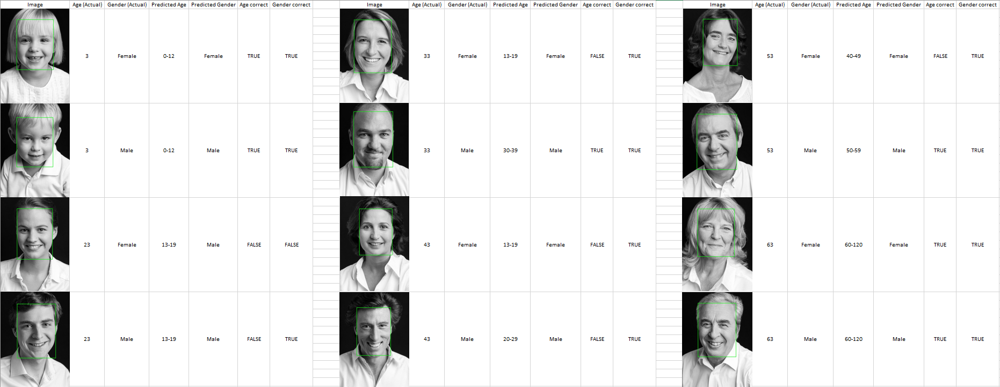 Image Age (Actual) Gender (Actual) Predicted Age Predicted Gender Age correct Gender correct Image Age (Actual) Gender (Actual) Predicted Age Predicted Gender Age correct Gender correct Image Age (Actual) Gender (Actual) Predicted Age Predicted Gender Age correct Gender correct
3 Female 0-12 Female TRUE TRUE 33 Female 13-19 Female FALSE TRUE 53 Female 40-49 Female FALSE TRUE
3 Male 0-12 Male TRUE TRUE 33 Male 30-39 Male TRUE TRUE 53 Male 50-59 Male TRUE TRUE
23 Female 13-19 Male FALSE FALSE 43 Female 13-19 Female FALSE TRUE 63 Female 60-120 Female TRUE TRUE
23 Male 13-19 Male FALSE TRUE 43 Male 20-29 Male FALSE TRUE 63 Male 60-120 Male TRUE TRUE